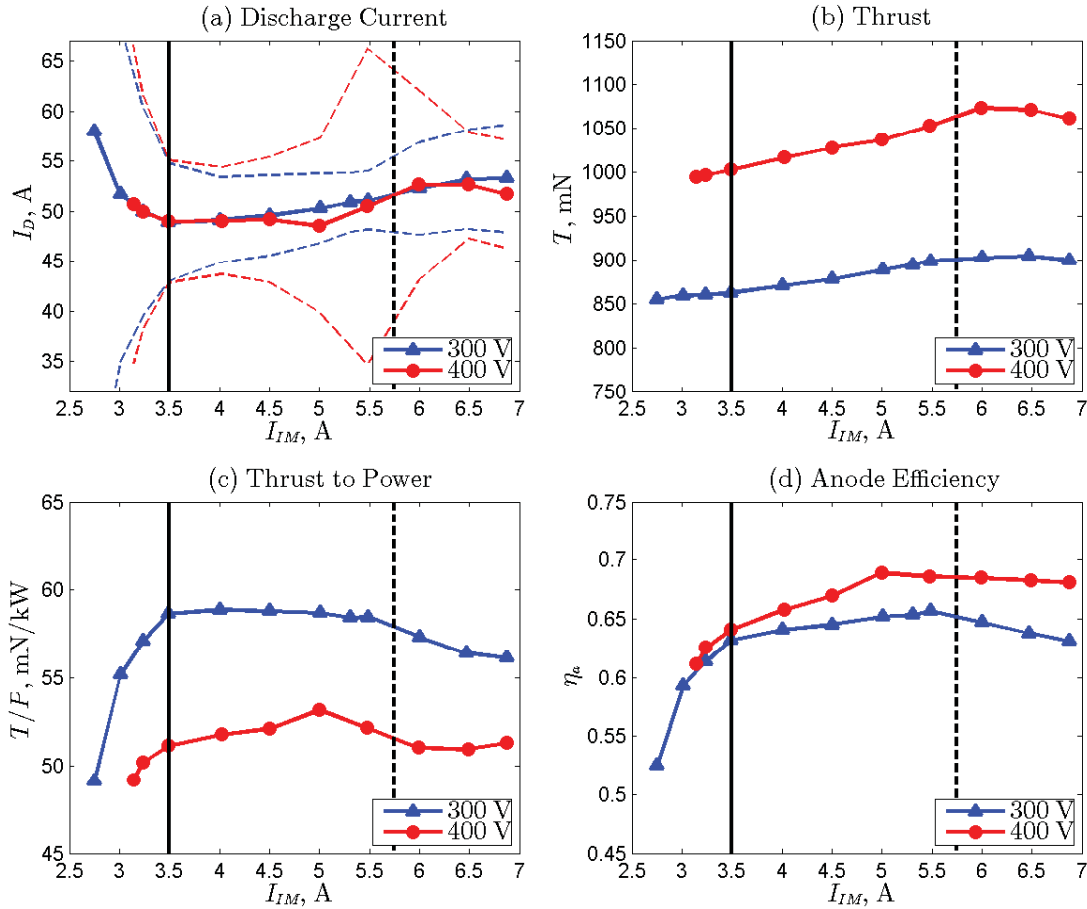 (a) Discharge Current
65
60
55
50
45
40
35
I_D, A
2.5 3 3.5 4 4.5 5 5.5 6 6.5 7
I_IM, A
300 V
400 V
(b) Thrust
1150
1100
1050
1000
950
900
850
800
750
T, mN
2.5 3 3.5 4 4.5 5 5.5 6 6.5 7
I_IM, A
300 V
400 V
(c) Thrust to Power
65
60
55
50
45
T/P, mN/kW
2.5 3 3.5 4 4.5 5 5.5 6 6.5 7
I_IM, A
300 V
400 V
(d) Anode Efficiency
0.75
0.7
0.65
0.6
0.55
0.5
0.45
η_a
2.5 3 3.5 4 4.5 5 5.5 6 6.5 7
I_IM, A
300 V
400 V